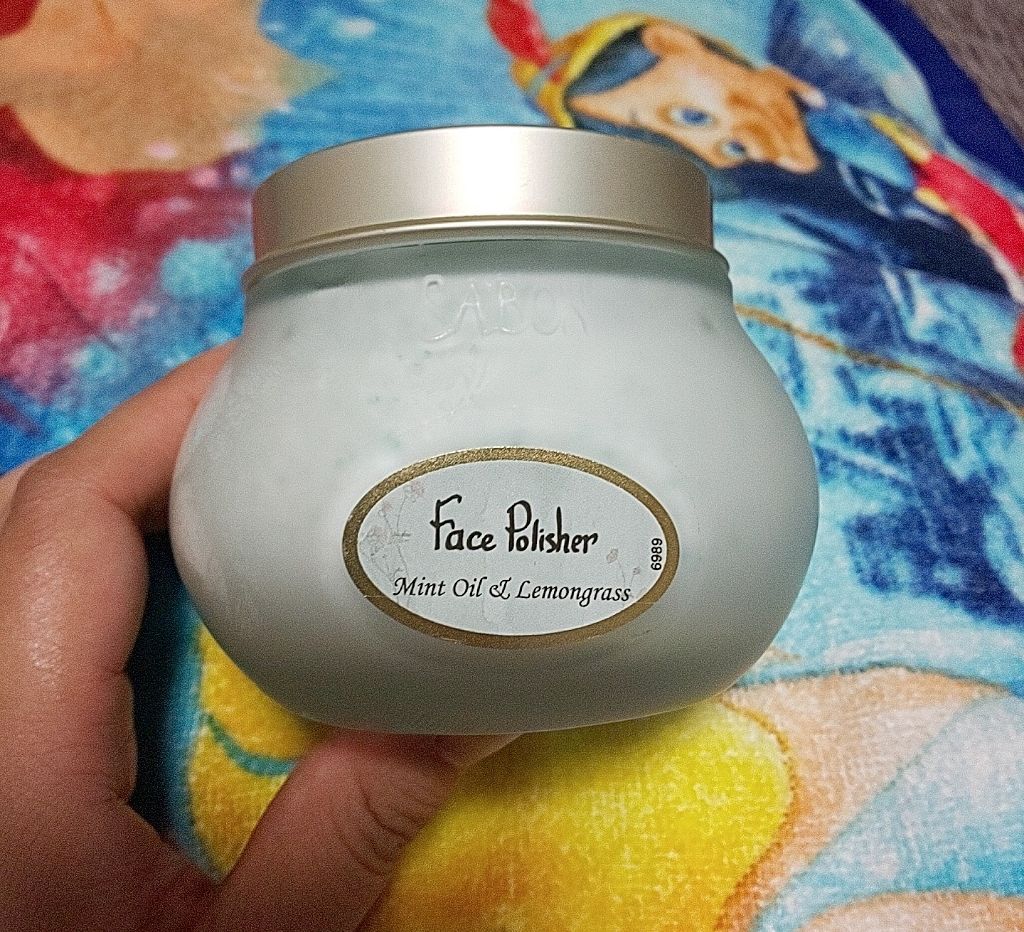 SABON
Face Polisher
Mint Oil & Lemongrass
6989